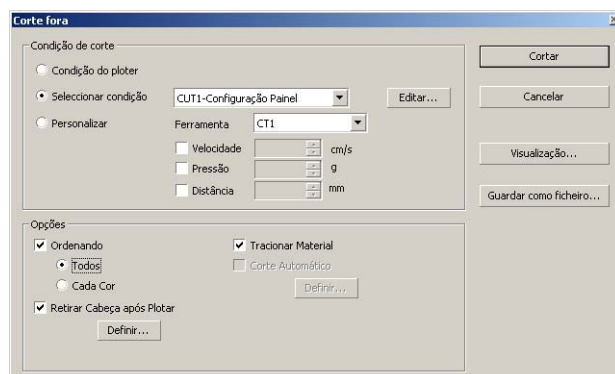 Corte fora
Condição de corte
Condição do ploter
Seleccionar condição CUT1-Configuração Painel Editar...
Personalizar Ferramenta CT1
Velocidade cm/s
Pressão g
Distância mm
Opções
Ordenando
Todos
Cada Cor
Retirar Cabeça após Plotar
Definir...
Tracionar Material
Corte Automático
Definir...
Cortar
Cancelar
Visualização...
Guardar como ficheiro...